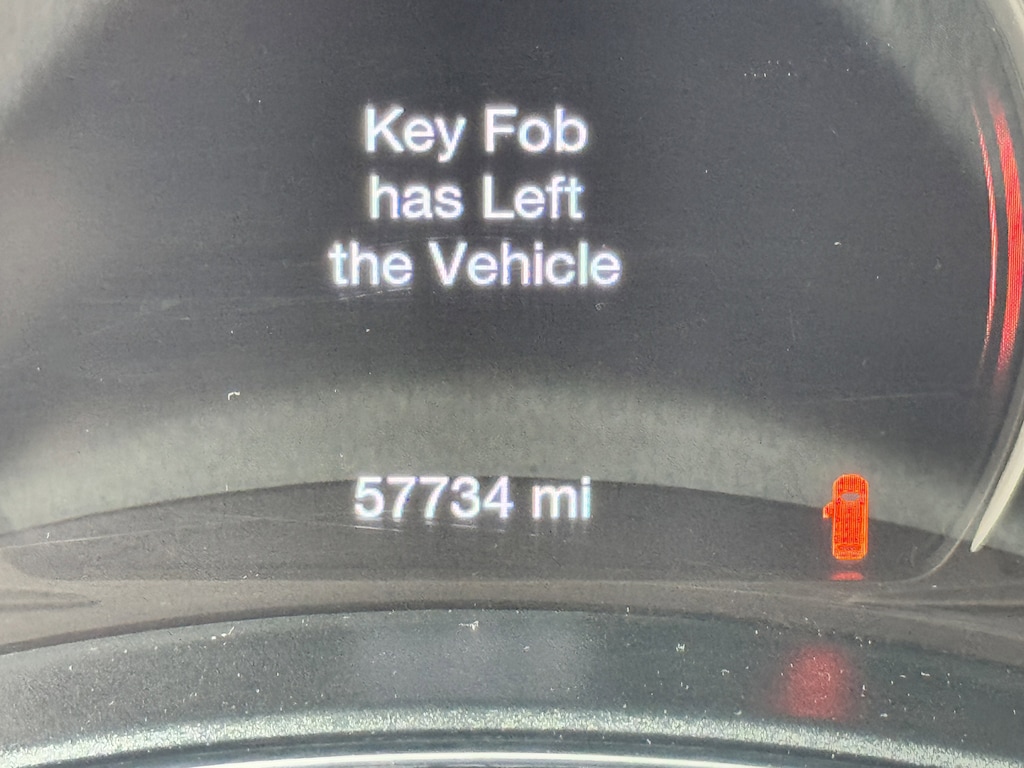 Key Fob
has Left
the Vehicle
57734 mi